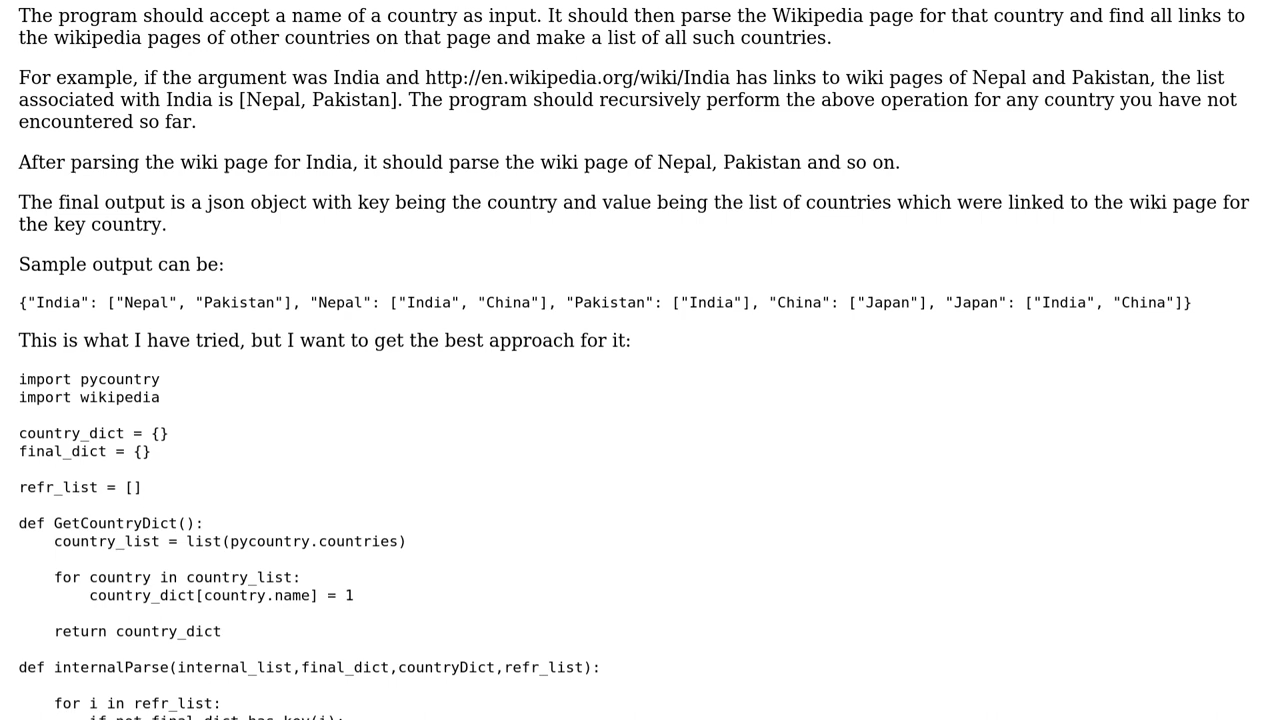 The program should accept a name of a country as input. It should then parse the Wikipedia page for that country and find all links to
the wikipedia pages of other countries on that page and make a list of all such countries.
For example, if the argument was India and http://en.wikipedia.org/wiki/India has links to wiki pages of Nepal and Pakistan, the list
associated with India is [Nepal, Pakistan]. The program should recursively perform the above operation for any country you have not
encountered so far.
After parsing the wiki page for India, it should parse the wiki page of Nepal, Pakistan and so on.
The final output is a json object with key being the country and value being the list of countries which were linked to the wiki page for
the key country.
Sample output can be:
{"India": ["Nepal", "Pakistan"], "Nepal": ["India", "China"], "Pakistan": ["India"], "China": ["Japan"], "Japan": ["India", "China"]}
This is what I have tried, but I want to get the best approach for it:
import pycountry
import wikipedia
country_dict = {}
final_dict = {}
refr_list = []
def GetCountryDict():
    country_list = list(pycountry.countries)
    for country in country_list:
        country_dict[country.name] = 1
    return country_dict
def internalParse(internal_list,final_dict,countryDict,refr_list):
    for i in refr_list:
        if not final_dict.has_key(i):